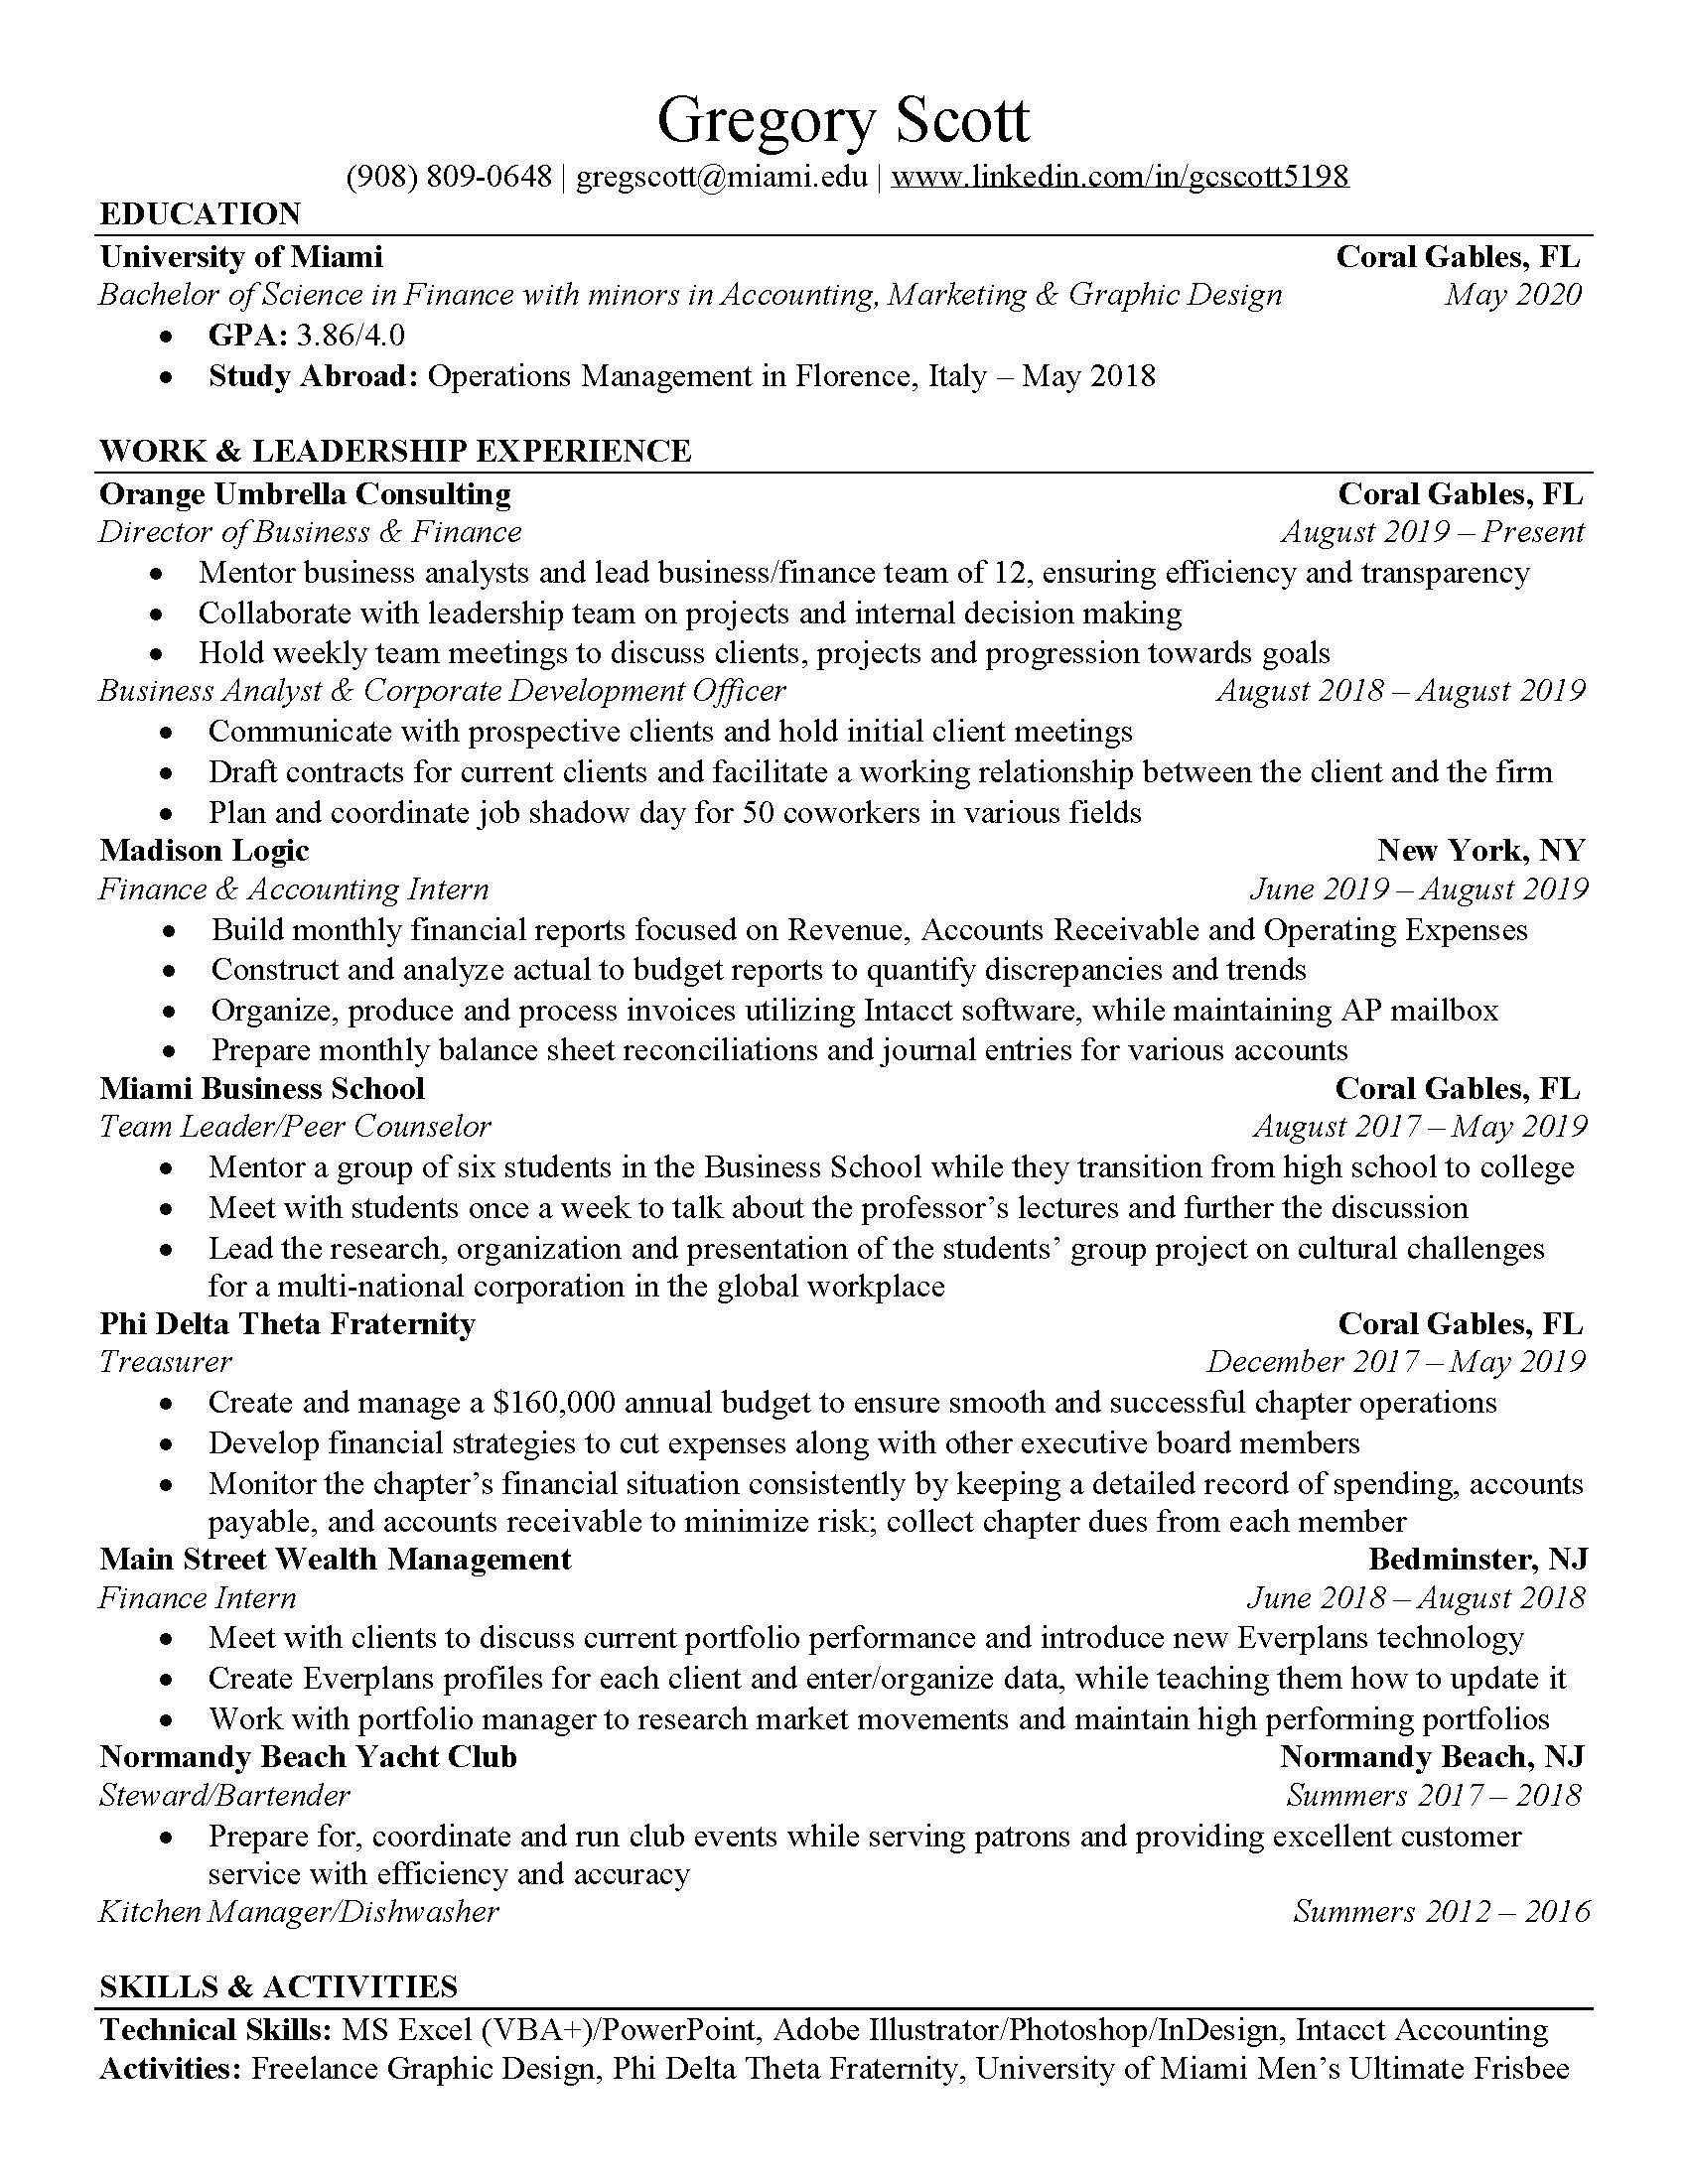 Gregory Scott
(908) 809-0648 | gregscott@miami.edu | www.linkedin.com/in/gcscott5198
EDUCATION
University of Miami Coral Gables, FL
Bachelor of Science in Finance with minors in Accounting, Marketing & Graphic Design May 2020
• GPA: 3.86/4.0
• Study Abroad: Operations Management in Florence, Italy – May 2018
WORK & LEADERSHIP EXPERIENCE
Orange Umbrella Consulting Coral Gables, FL
Director of Business & Finance August 2019 – Present
• Mentor business analysts and lead business/finance team of 12, ensuring efficiency and transparency
• Collaborate with leadership team on projects and internal decision making
• Hold weekly team meetings to discuss clients, projects and progression towards goals
Business Analyst & Corporate Development Officer August 2018 – August 2019
• Communicate with prospective clients and hold initial client meetings
• Draft contracts for current clients and facilitate a working relationship between the client and the firm
• Plan and coordinate job shadow day for 50 coworkers in various fields
Madison Logic New York, NY
Finance & Accounting Intern June 2019 – August 2019
• Build monthly financial reports focused on Revenue, Accounts Receivable and Operating Expenses
• Construct and analyze actual to budget reports to quantify discrepancies and trends
• Organize, produce and process invoices utilizing Intacct software, while maintaining AP mailbox
• Prepare monthly balance sheet reconciliations and journal entries for various accounts
Miami Business School Coral Gables, FL
Team Leader/Peer Counselor August 2017 – May 2019
• Mentor a group of six students in the Business School while they transition from high school to college
• Meet with students once a week to talk about the professor’s lectures and further the discussion
• Lead the research, organization and presentation of the students’ group project on cultural challenges
for a multi-national corporation in the global workplace
Phi Delta Theta Fraternity Coral Gables, FL
Treasurer December 2017 – May 2019
• Create and manage a $160,000 annual budget to ensure smooth and successful chapter operations
• Develop financial strategies to cut expenses along with other executive board members
• Monitor the chapter’s financial situation consistently by keeping a detailed record of spending, accounts
payable, and accounts receivable to minimize risk; collect chapter dues from each member
Main Street Wealth Management Bedminster, NJ
Finance Intern June 2018 – August 2018
• Meet with clients to discuss current portfolio performance and introduce new Everplans technology
• Create Everplans profiles for each client and enter/organize data, while teaching them how to update it
• Work with portfolio manager to research market movements and maintain high performing portfolios
Normandy Beach Yacht Club Normandy Beach, NJ
Steward/Bartender Summers 2017 – 2018
• Prepare for, coordinate and run club events while serving patrons and providing excellent customer
service with efficiency and accuracy
Kitchen Manager/Dishwasher Summers 2012 – 2016
SKILLS & ACTIVITIES
Technical Skills: MS Excel (VBA+)/PowerPoint, Adobe Illustrator/Photoshop/InDesign, Intacct Accounting
Activities: Freelance Graphic Design, Phi Delta Theta Fraternity, University of Miami Men’s Ultimate Frisbee